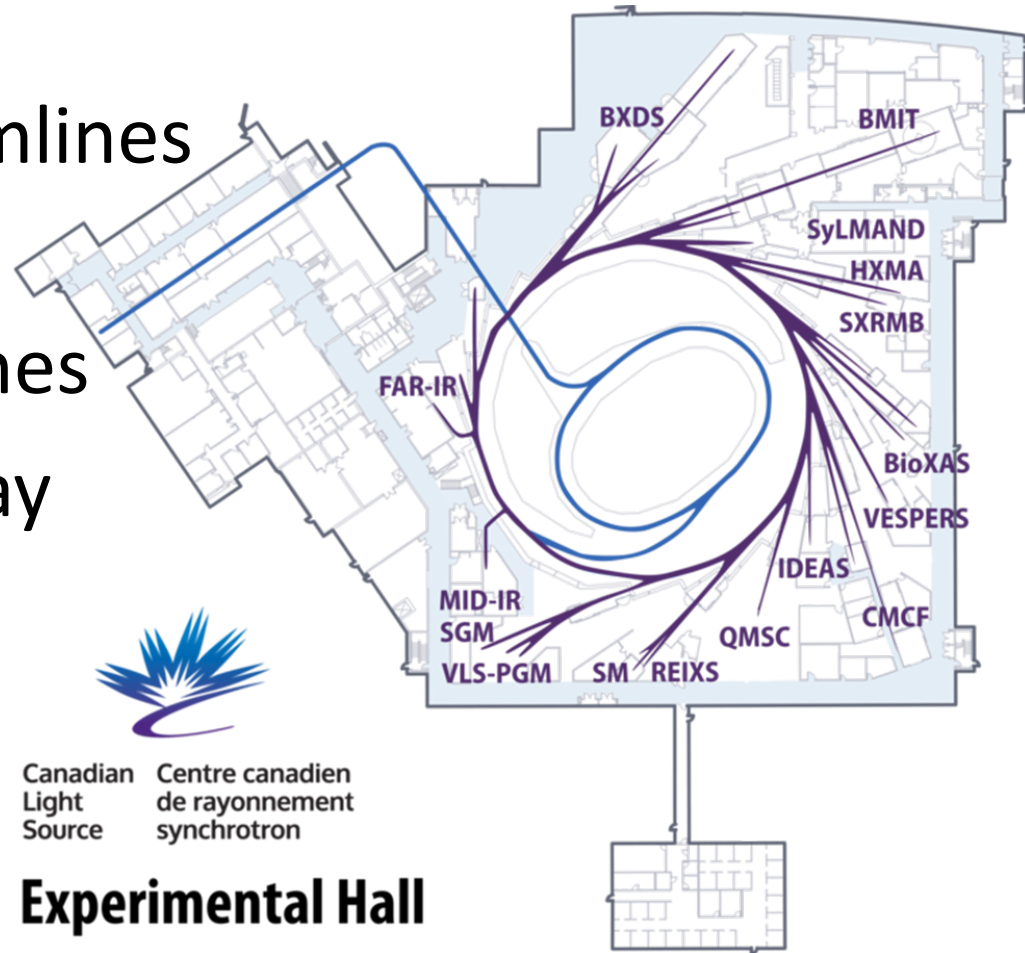 mlines
nes
ay
BXDS
BMIT
SyLMAND
HXMA
SXRMB
FAR-IR
BioXAS
VESPERS
IDEAS
MID-IR
CMCF
SGM
QMSC
VLS-PGM
SM
REIXS
Canadian
Light
Source
Centre canadien
de rayonnement
synchrotron
Experimental Hall